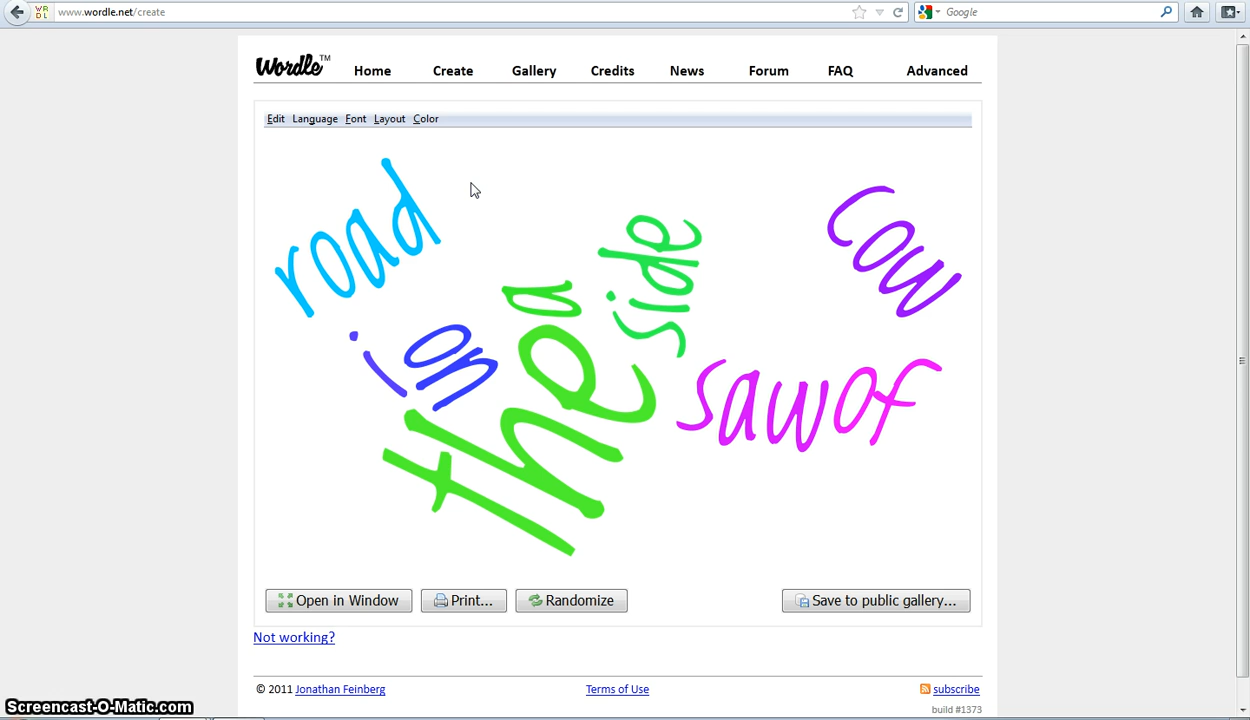 www.wordle.net/create
Google
Wordle™ Home Create Gallery Credits News Forum FAQ Advanced
Edit Language Font Layout Color
road
cow
side
a
on
i
the
saw of
Open in Window Print... Randomize Save to public gallery...
Not working?
© 2011 Jonathan Feinberg Terms of Use subscribe
build #1373
Screencast-O-Matic.com